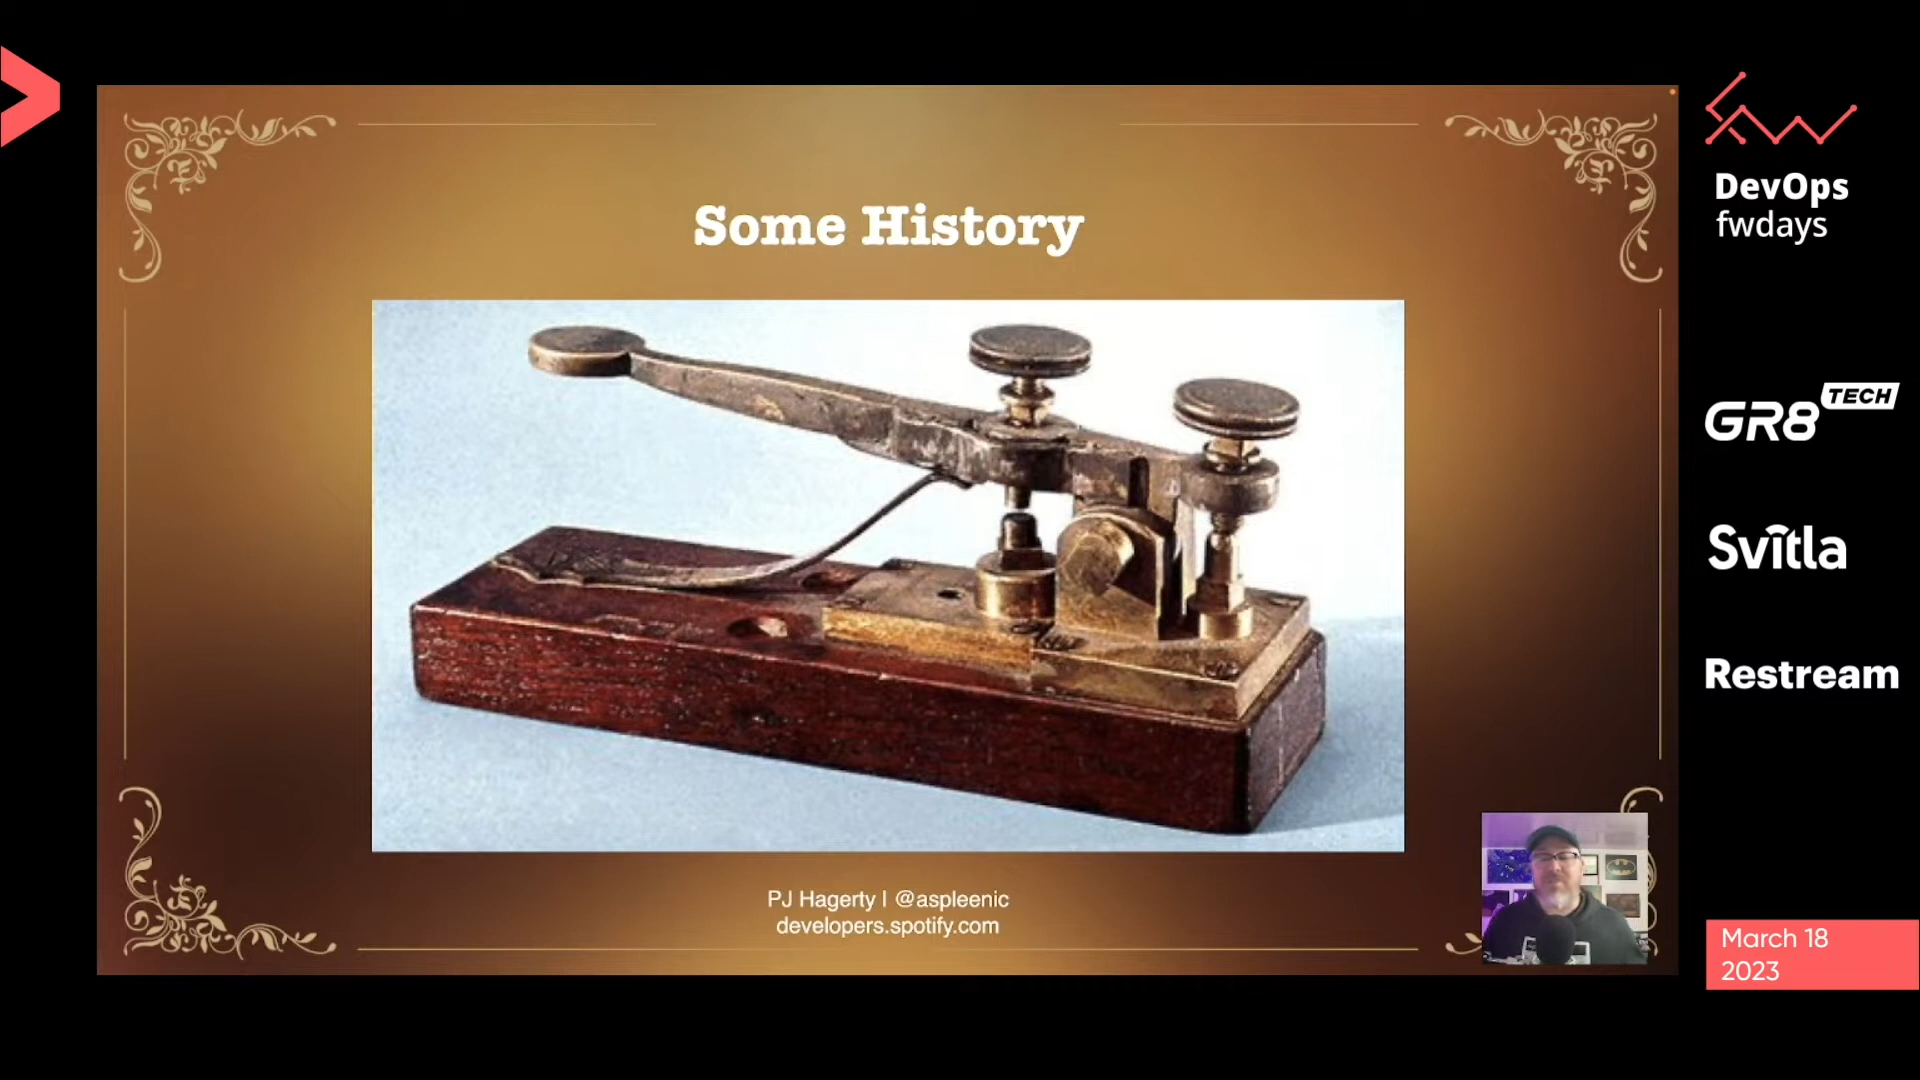 Some History
PJ Hagerty | @aspleenic
developers.spotify.com
DevOps
fwdays
GR8 TECH
Svitla
Restream
March 18
2023